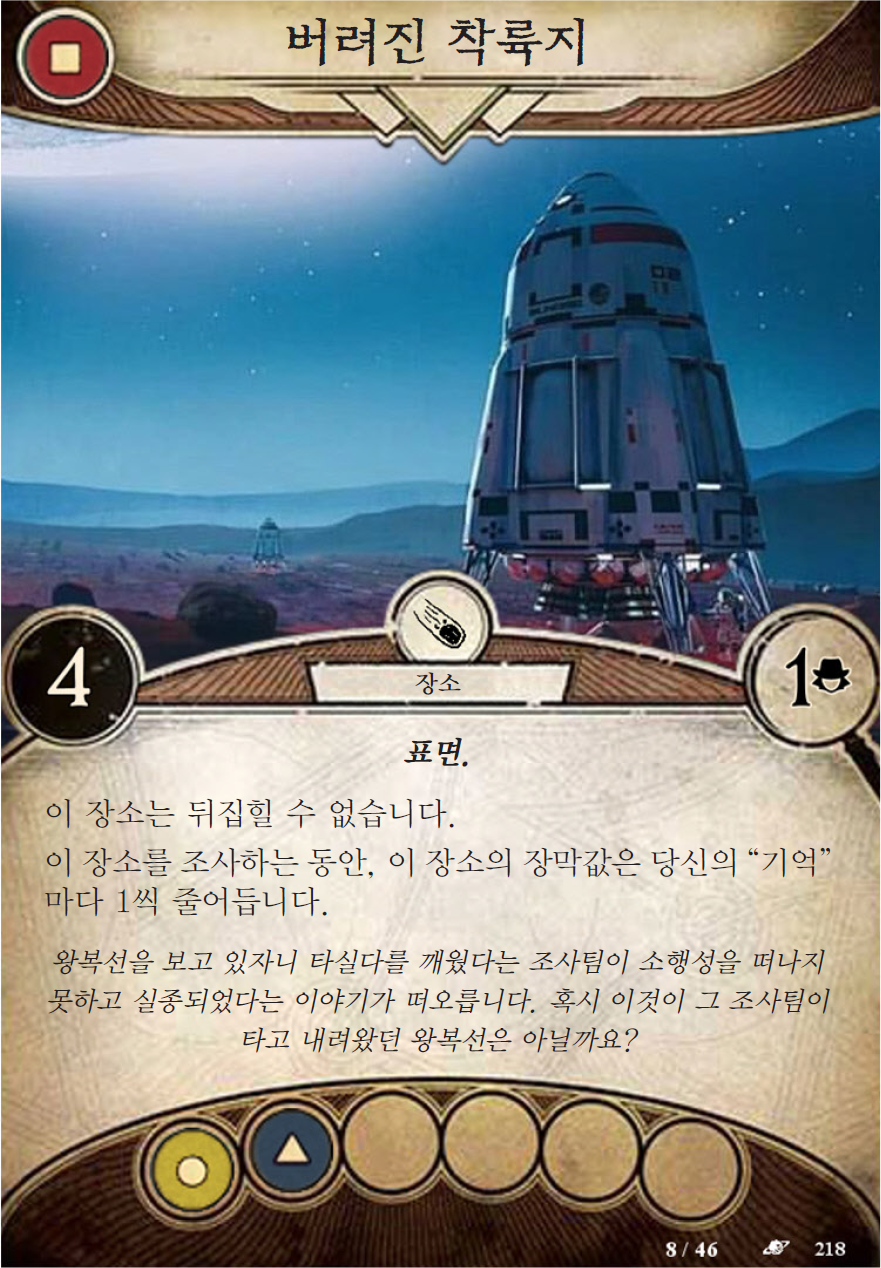 버려진 착륙지
4
1
장소
표면.
이 장소는 뒤집힐 수 없습니다.
이 장소를 조사하는 동안, 이 장소의 장막값은 당신의 “기억”
마다 1씩 줄어듭니다.
왕복선을 보고 있자니 타실다를 깨웠다는 조사팀이 소행성을 떠나지
못하고 실종되었다는 이야기가 떠오릅니다. 혹시 이것이 그 조사팀이
타고 내려왔던 왕복선은 아닐까요?
8 / 46
218